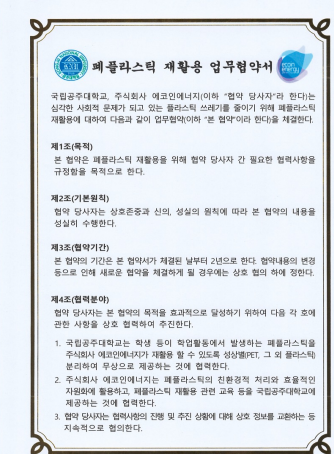 폐플라스틱 재활용 업무협약서
국립공주대학교, 주식회사 에코인에너지(이하 "협약 당사자"라 한다)는
심각한 사회적 문제가 되고 있는 플라스틱 쓰레기를 줄이기 위해 폐플라스틱
재활용에 대하여 다음과 같이 업무협약(이하 "본 협약"이라 한다)을 체결한다.
제1조(목적)
본 협약은 폐플라스틱 재활용을 위해 협약 당사자 간 필요한 협력사항을
규정함을 목적으로 한다.
제2조(기본원칙)
협약 당사자는 상호존중과 신의, 성실의 원칙에 따라 본 협약의 내용을
성실히 수행한다.
제3조(협약기간)
본 협약의 기간은 본 협약서가 체결된 날부터 2년으로 한다. 협약내용의 변경
등으로 인해 새로운 협약을 체결하게 될 경우에는 상호 협의 하에 정한다.
제4조(협력분야)
협약 당사자는 본 협약의 목적을 효과적으로 달성하기 위하여 다음 각 호에
관한 사항을 상호 협력하여 추진한다.
1. 국립공주대학교는 학생 등이 학업활동에서 발생하는 폐플라스틱을
주식회사 에코인에너지가 재활용 할 수 있도록 성상별(PET, 그 외 플라스틱)
분리하여 무상으로 제공하는 것에 협력한다.
2. 주식회사 에코인에너지는 폐플라스틱의 친환경적 처리와 효율적인
자원화에 활용하고, 폐플라스틱 재활용 관련 교육 등을 국립공주대학교에
제공하는 것에 협력한다.
3. 협약 당사자는 협력사항의 진행 및 추진 상황에 대해 상호 정보를 교환하는 등
지속적으로 협의한다.